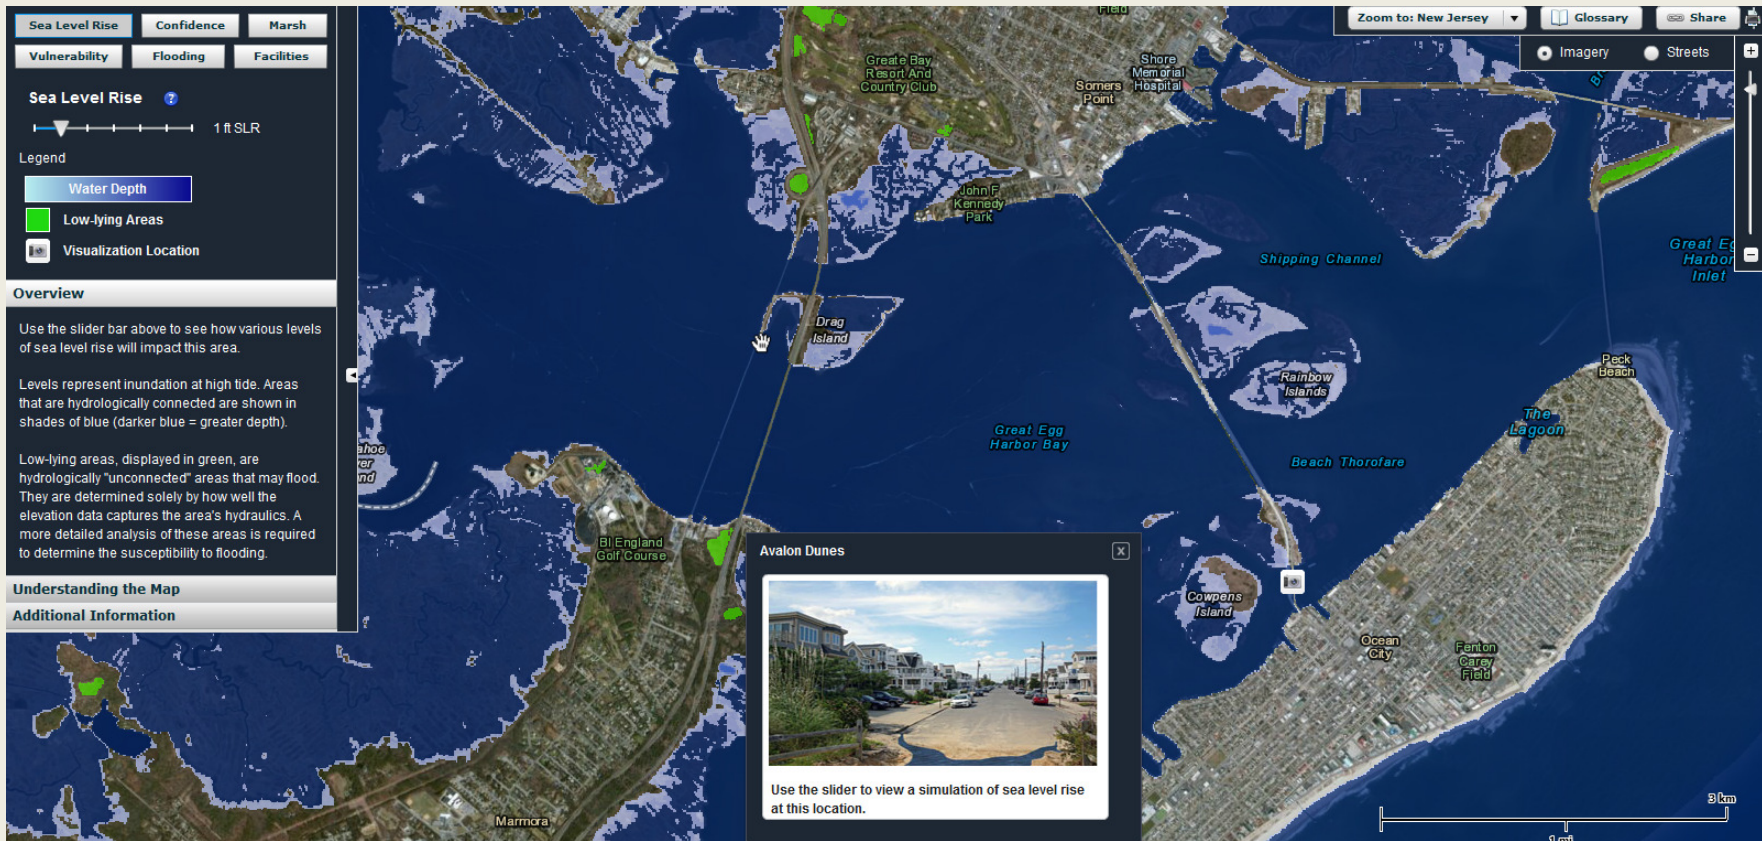 Sea Level Rise
Confidence
Marsh
Vulnerability
Flooding
Facilities
Sea Level Rise ?
1 ft SLR
Legend
Water Depth
Low-lying Areas
Visualization Location
Overview
Use the slider bar above to see how various levels
of sea level rise will impact this area.
Levels represent inundation at high tide. Areas
that are hydrologically connected are shown in
shades of blue (darker blue = greater depth).
Low-lying areas, displayed in green, are
hydrologically "unconnected" areas that may flood.
They are determined solely by how well the
elevation data captures the area's hydraulics. A
more detailed analysis of these areas is required
to determine the susceptibility to flooding.
Understanding the Map
Additional Information
Zoom to: New Jersey
Glossary
Share
Imagery
Streets
Field
Greate Bay
Resort And
Country Club
Shore
Memorial
Hospital
Somers
Point
John F
Kennedy
Park
Shipping Channel
Great Eg
Harbor
Inlet
Drag
Island
Rainbow
Islands
Peck
Beach
The
Lagoon
Great Egg
Harbor Bay
Beach Thorofare
ahoe
ver
nd
BI England
Golf Course
Cowpens
Island
Ocean
City
Fenton
Carey
Field
Marmora
Avalon Dunes
X
Use the slider to view a simulation of sea level rise
at this location.
3 km
1 mi